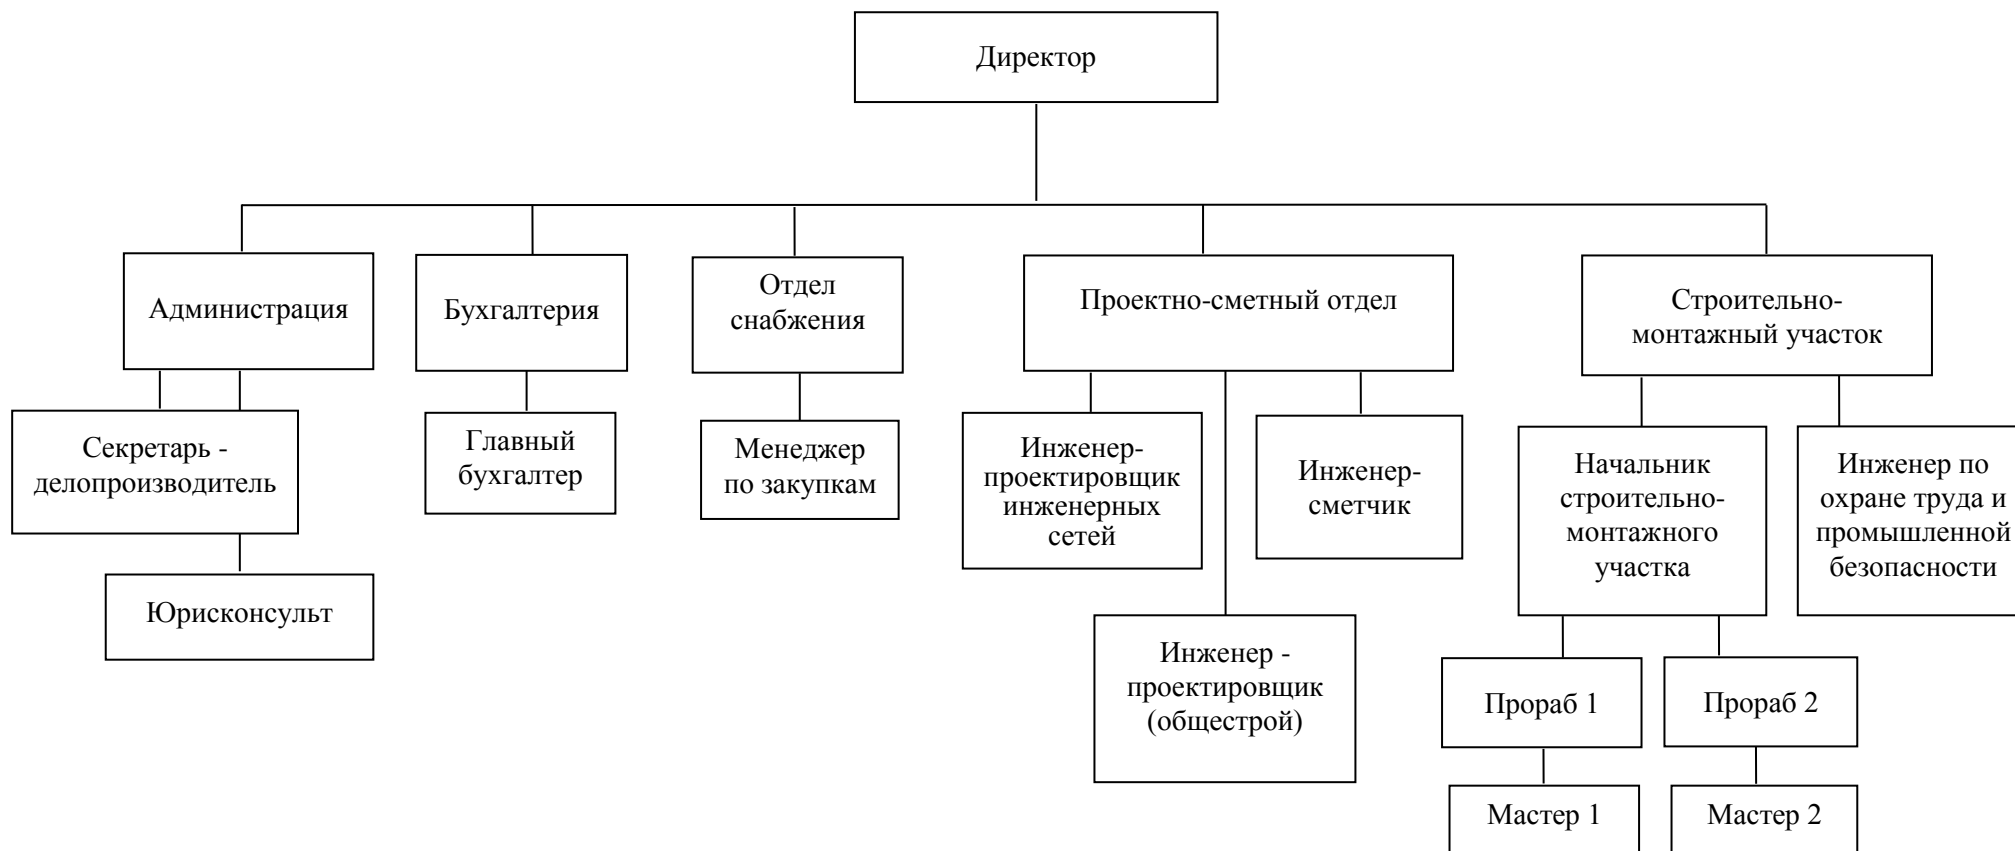 Директор
Администрация
Бухгалтерия
Отдел
снабжения
Проектно-сметный отдел
Строительно-
монтажный участок
Секретарь -
делопроизводитель
Главный
бухгалтер
Менеджер
по закупкам
Инженер-
проектировщик
инженерных
сетей
Инженер-
сметчик
Начальник
строительно-
монтажного
участка
Инженер по
охране труда и
промышленной
безопасности
Юрисконсульт
Инженер -
проектировщик
(общестрой)
Прораб 1
Прораб 2
Мастер 1
Мастер 2